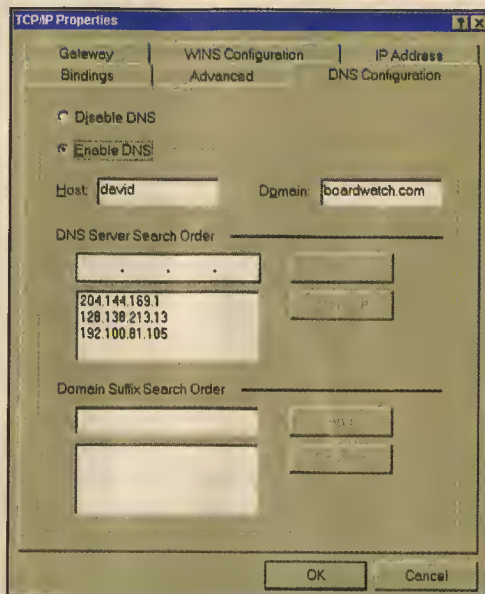 TCP/IP Properties
Gateway WINS Configuration IP Address
Bindings Advanced DNS Configuration
Disable DNS
Enable DNS
Host: david Domain: boardwatch.com
DNS Server Search Order
204.144.169.1
128.138.213.13
192.100.81.105
Domain Suffix Search Order
OK Cancel